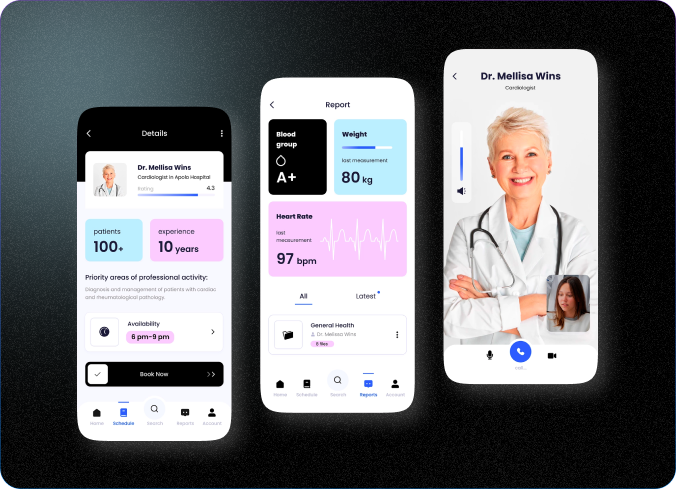 Details
Dr. Mellisa Wins
Cardiologist in Apolo Hospital
Rating
4.3
patients
100+
experience
10 years
Priority areas of professional activity:
Diagnosis and management of patients with cardiac
and rheumatological pathology.
Availability
6 pm-9 pm
Book Now
Home
Schedule
Search
Reports
Account
Report
Blood
group
A+
Weight
last measurement
80 kg
Heart Rate
last
measurement
97 bpm
All
Latest
General Health
Dr. Mellisa Wins
8 files
Home
Schedule
Search
Reports
Account
Dr. Mellisa Wins
Cardiologist
call...